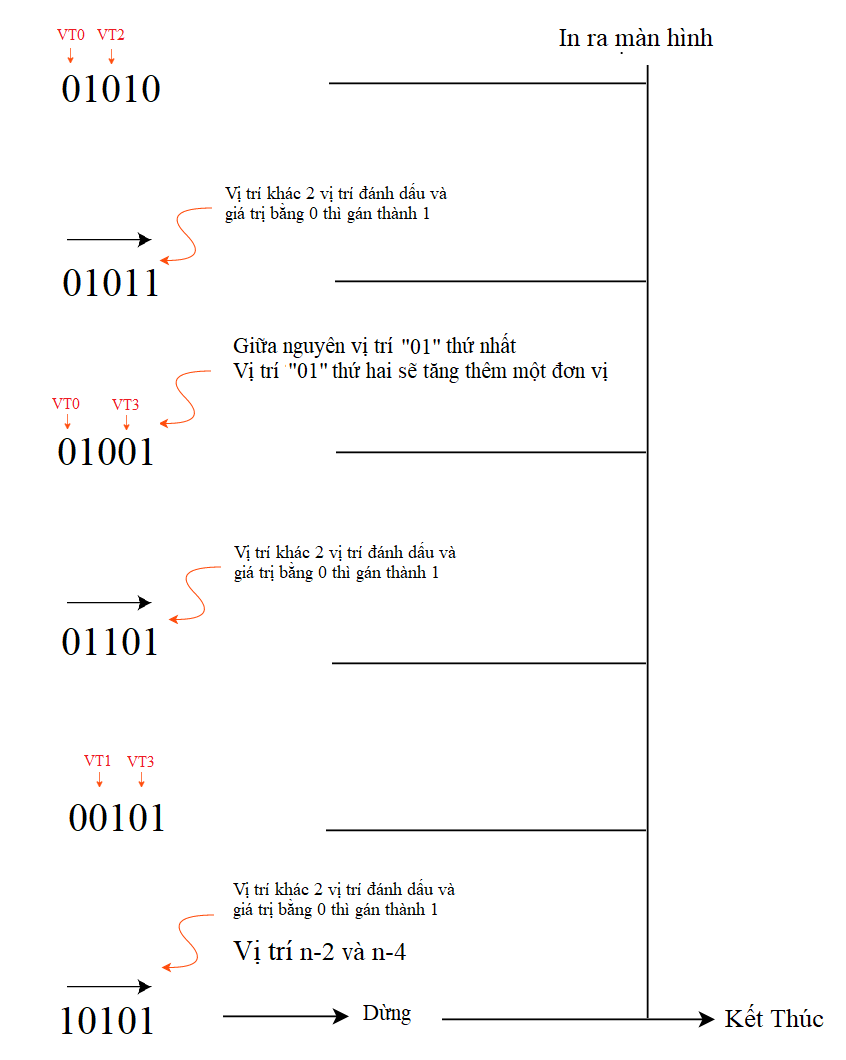 VT0 VT2
In ra màn hình
01010
Vị trí khác 2 vị trí đánh dấu và
giá trị bằng 0 thì gán thành 1
01011
Giữa nguyên vị trí "01" thứ nhất
Vị trí "01" thứ hai sẽ tăng thêm một đơn vị
VT0 VT3
01001
Vị trí khác 2 vị trí đánh dấu và
giá trị bằng 0 thì gán thành 1
01101
VT1 VT3
00101
Vị trí khác 2 vị trí đánh dấu và
giá trị bằng 0 thì gán thành 1
Vị trí n-2 và n-4
10101
Dừng
Kết Thúc